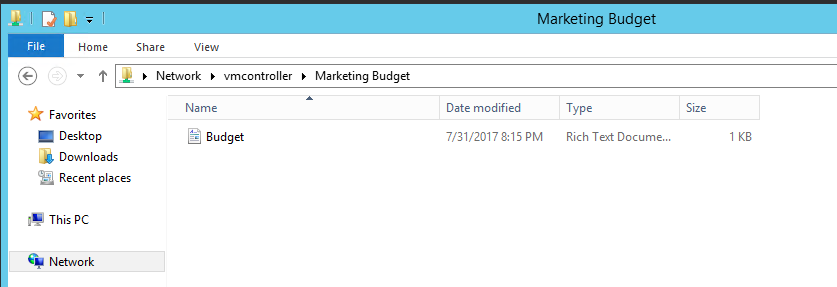 Marketing Budget
File Home Share View
Network vmcontroller Marketing Budget
Name Date modified Type Size
Favorites
Budget 7/31/2017 8:15 PM Rich Text Docume... 1 KB
Desktop
Downloads
Recent places
This PC
Network